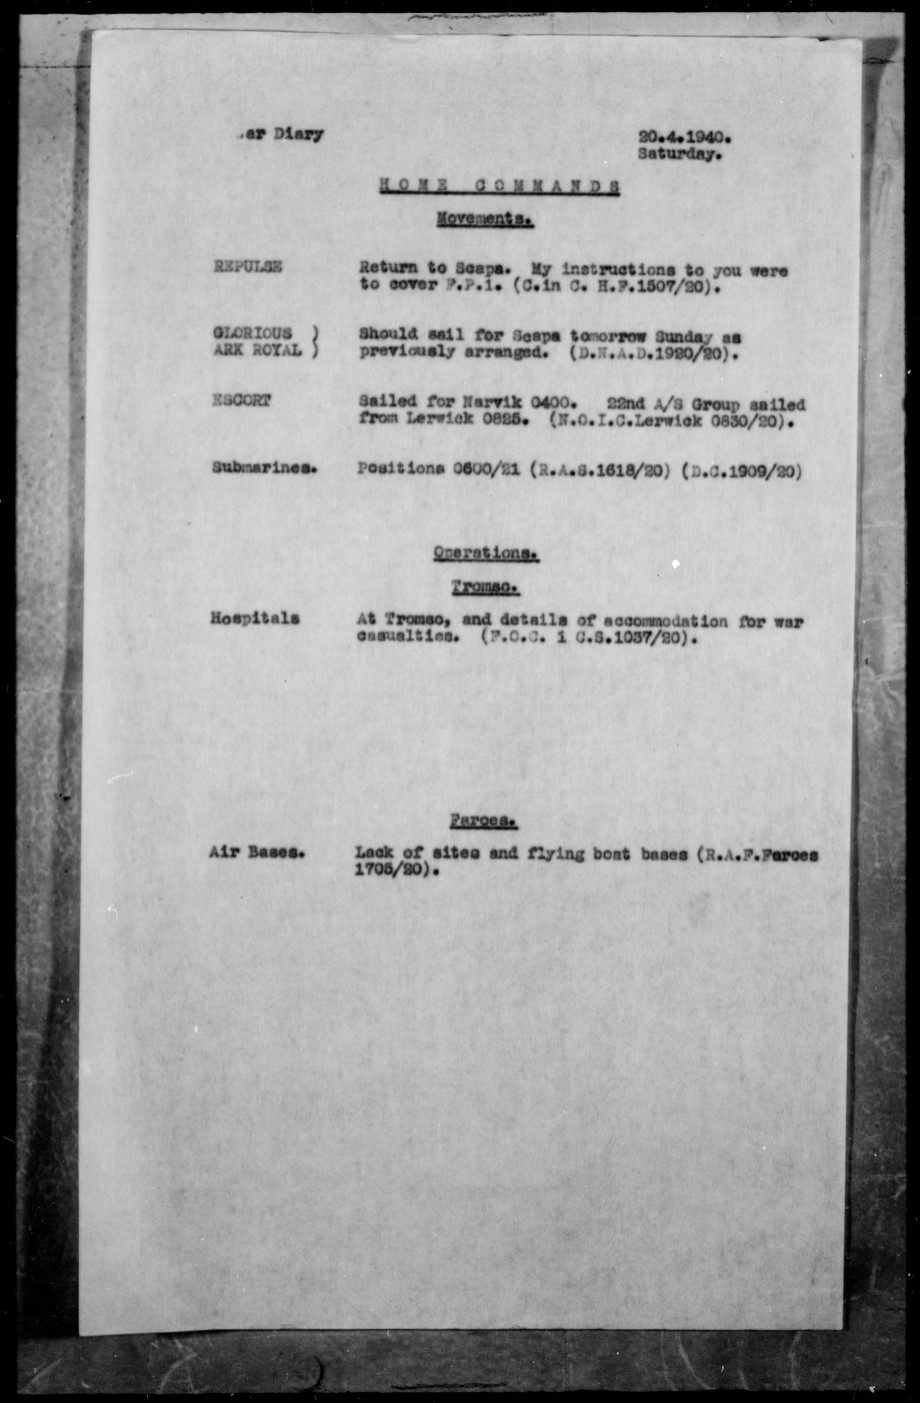 ar Diary 20.4.1940.
Saturday.
HOME COMMANDS
Movements.
REPULSE Return to Scapa. My instructions to you were
to cover F.P.1. (C.in C. H.F.1507/20).
GLORIOUS ) Should sail for Scapa tomorrow Sunday as
ARK ROYAL ) previously arranged. (D.N.A.D.1920/20).
ESCORT Sailed for Narvik 0400. 22nd A/S Group sailed
from Lerwick 0825. (N.O.I.C.Lerwick 0830/20).
Submarines. Positions 0600/21 (R.A.S.1618/20) (D.C.1909/20)
Operations.
Tromso.
Hospitals At Tromso, and details of accommodation for war
casualties. (F.O.C. i C.S.1037/20).
Faroes.
Air Bases. Lack of sites and flying boat bases (R.A.F.Faroes
1705/20).